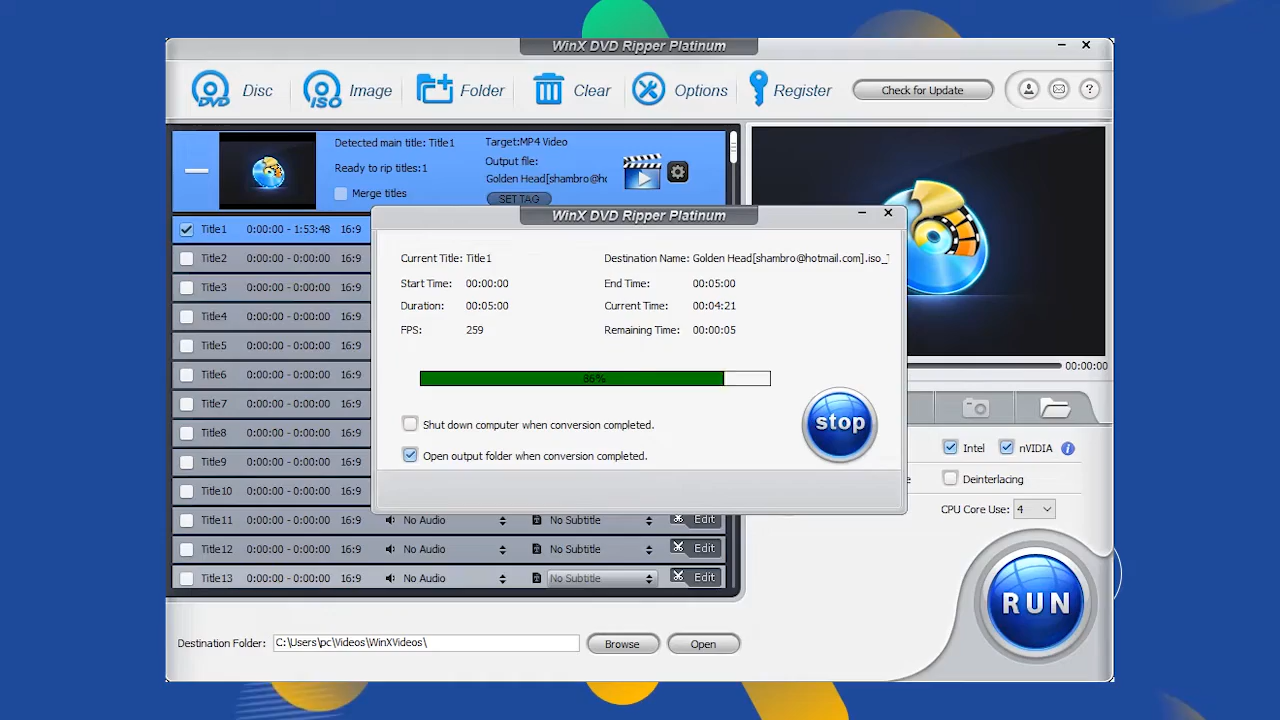 WinX DVD Ripper Platinum
DVD Disc ISO Image Folder Clear Options Register Check for Update ?
Detected main title: Title1 Target:MP4 Video
Ready to rip titles:1 Output file:
Golden Head[shambro@ho
Merge titles SET TAG
WinX DVD Ripper Platinum
Title1 0:00:00 - 1:53:48 16:9
Title2 0:00:00 - 0:00:00 16:9
Title3 0:00:00 - 0:00:00 16:9
Title4 0:00:00 - 0:00:00 16:9
Title5 0:00:00 - 0:00:00 16:9
Title6 0:00:00 - 0:00:00 16:9
Title7 0:00:00 - 0:00:00 16:9
Title8 0:00:00 - 0:00:00 16:9
Title9 0:00:00 - 0:00:00 16:9
Title10 0:00:00 - 0:00:00 16:9
Title11 0:00:00 - 0:00:00 16:9 No Audio No Subtitle Edit
Title12 0:00:00 - 0:00:00 16:9 No Audio No Subtitle Edit
Title13 0:00:00 - 0:00:00 16:9 No Audio No Subtitle Edit
Current Title: Title1 Destination Name: Golden Head[shambro@hotmail.com].iso_
Start Time: 00:00:00 End Time: 00:05:00
Duration: 00:05:00 Current Time: 00:04:21
FPS: 259 Remaining Time: 00:00:05
86%
Shut down computer when conversion completed.
Open output folder when conversion completed.
stop
00:00:00
Intel nVIDIA i
Deinterlacing
CPU Core Use: 4
RUN
Destination Folder: C:\Users\pc\Videos\WinXVideos\ Browse Open